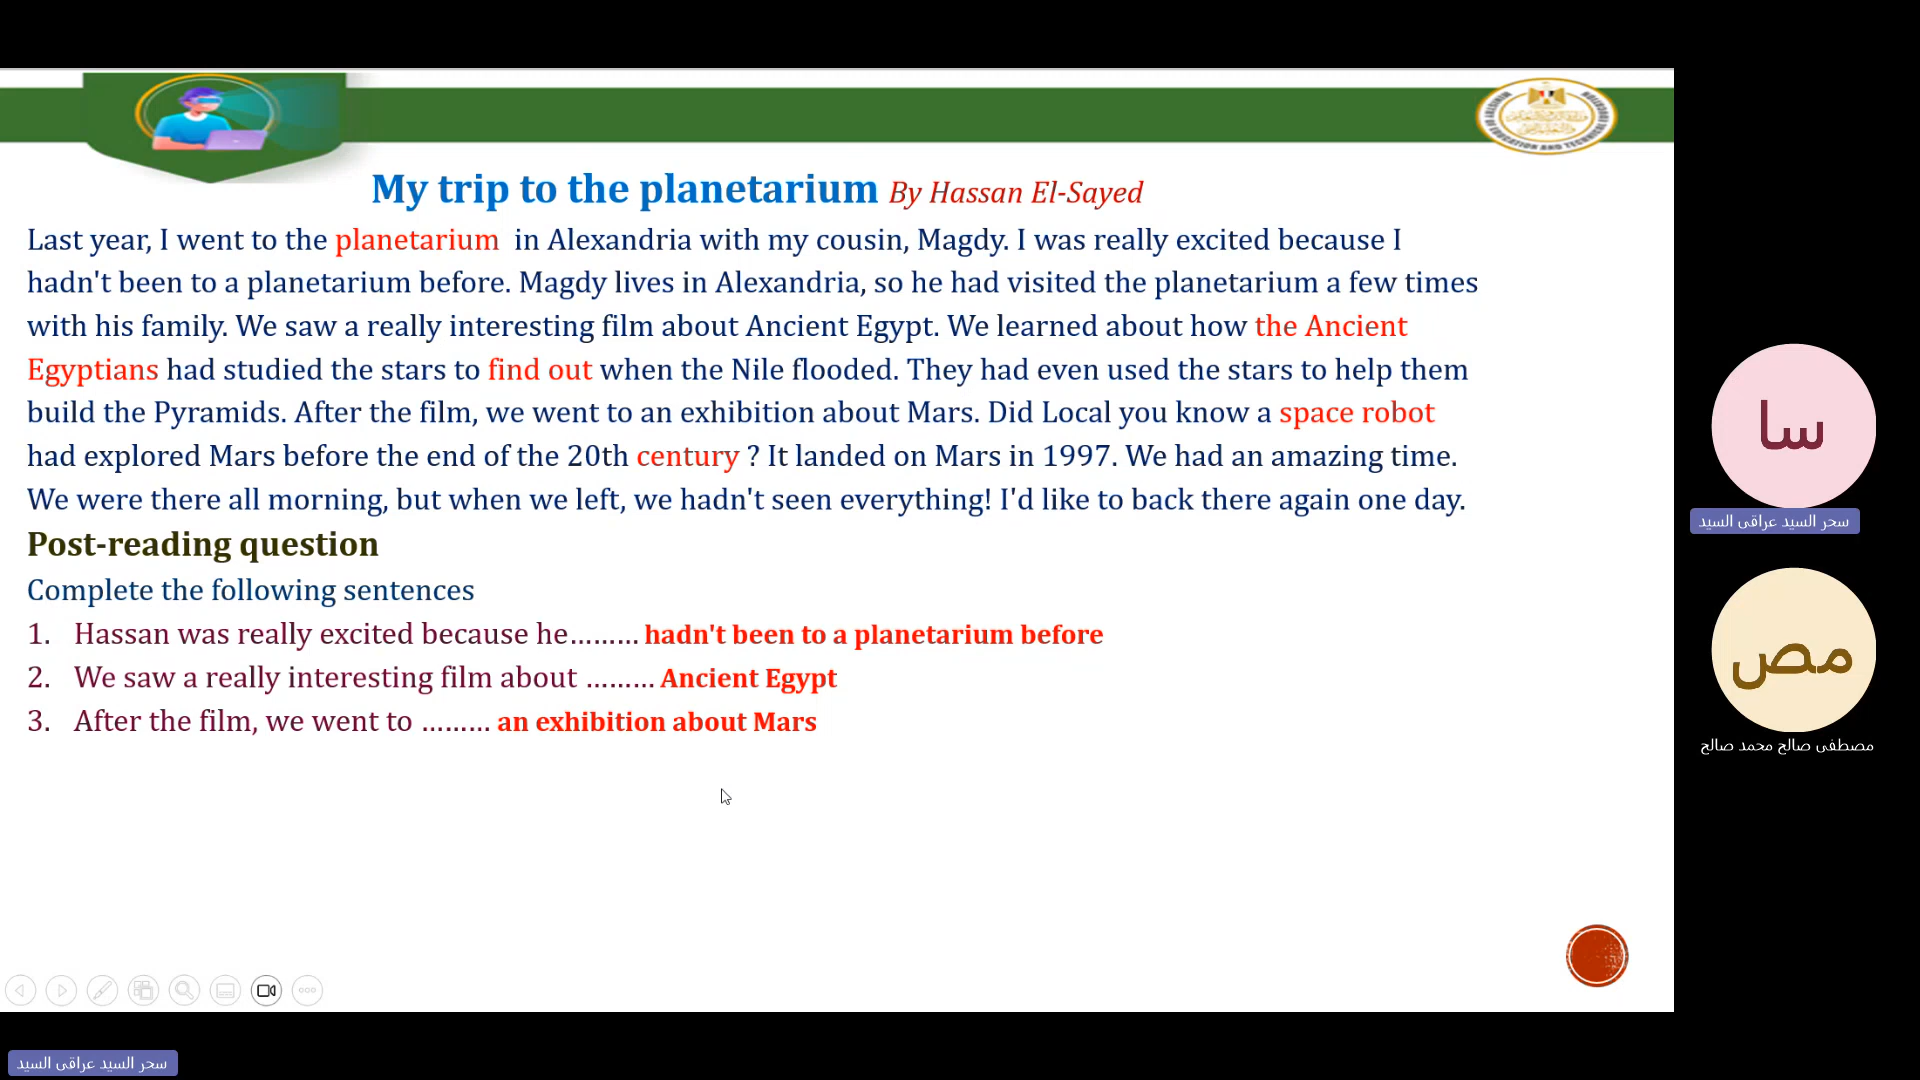 My trip to the planetarium By Hassan El-Sayed
Last year, I went to the planetarium in Alexandria with my cousin, Magdy. I was really excited because I
hadn't been to a planetarium before. Magdy lives in Alexandria, so he had visited the planetarium a few times
with his family. We saw a really interesting film about Ancient Egypt. We learned about how the Ancient
Egyptians had studied the stars to find out when the Nile flooded. They had even used the stars to help them
build the Pyramids. After the film, we went to an exhibition about Mars. Did Local you know a space robot
had explored Mars before the end of the 20th century ? It landed on Mars in 1997. We had an amazing time.
We were there all morning, but when we left, we hadn't seen everything! I'd like to back there again one day.
Post-reading question
Complete the following sentences
1. Hassan was really excited because he……… hadn't been to a planetarium before
2. We saw a really interesting film about ……… Ancient Egypt
3. After the film, we went to ……… an exhibition about Mars
سا
سحر السيد عراقى السيد
مص
مصطفى صالح محمد صالح
سحر السيد عراقى السيد